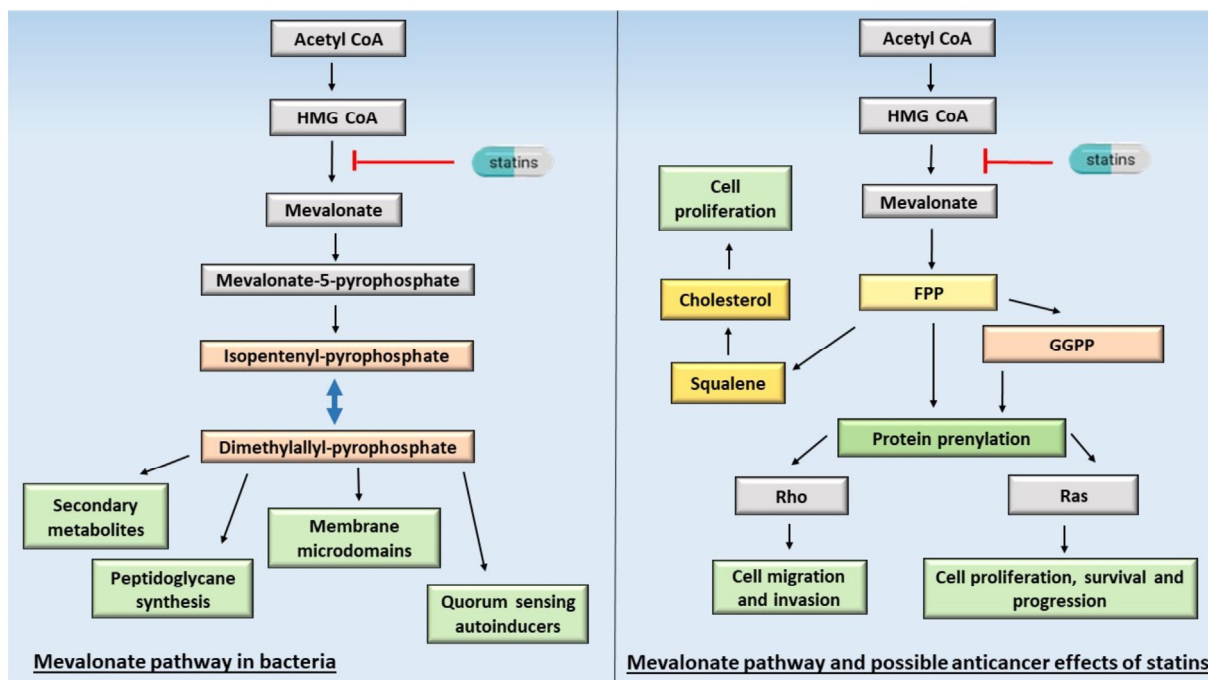 Acetyl CoA
HMG CoA
statins
Mevalonate
Mevalonate-5-pyrophosphate
Isopentenyl-pyrophosphate
Dimethylallyl-pyrophosphate
Secondary
metabolites
Peptidoglycane
synthesis
Membrane
microdomains
Quorum sensing
autoinducers
Mevalonate pathway in bacteria
Acetyl CoA
HMG CoA
statins
Mevalonate
Cell
proliferation
Cholesterol
FPP
GGPP
Squalene
Protein prenylation
Rho
Ras
Cell migration
and invasion
Cell proliferation, survival and
progression
Mevalonate pathway and possible anticancer effects of statins